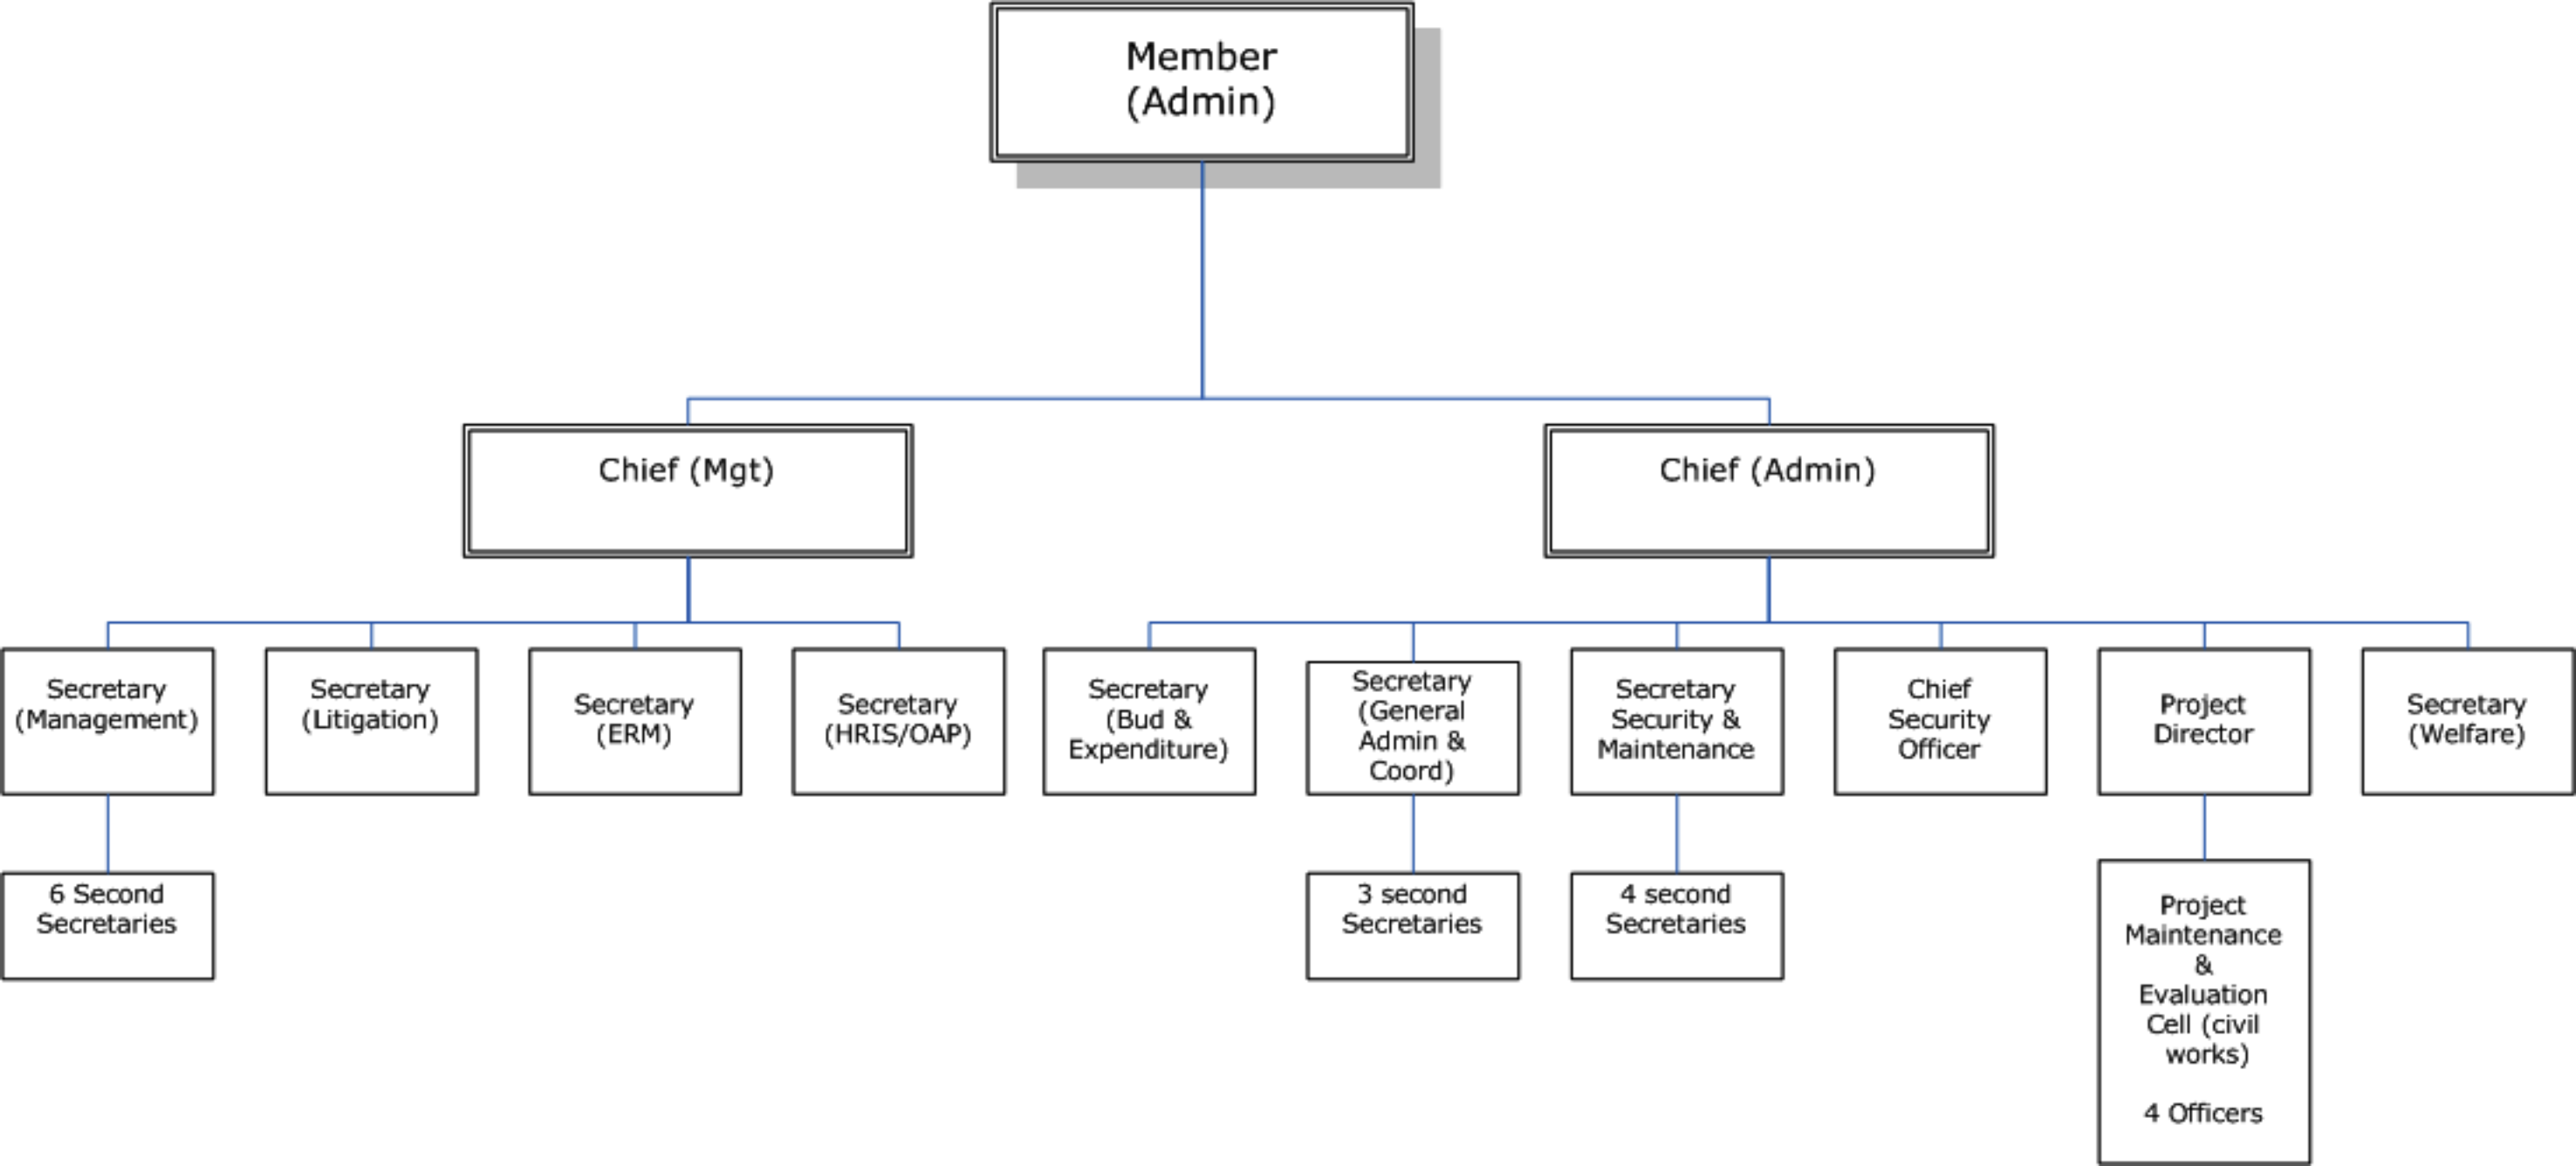 Member
(Admin)
Chief (Mgt)
Chief (Admin)
Secretary
(Management)
Secretary
(Litigation)
Secretary
(ERM)
Secretary
(HRIS/OAP)
Secretary
(Bud &
Expenditure)
Secretary
(General
Admin &
Coord)
Secretary
Security &
Maintenance
Chief
Security
Officer
Project
Director
Secretary
(Welfare)
6 Second
Secretaries
3 second
Secretaries
4 second
Secretaries
Project
Maintenance
&
Evaluation
Cell (civil
works)
4 Officers